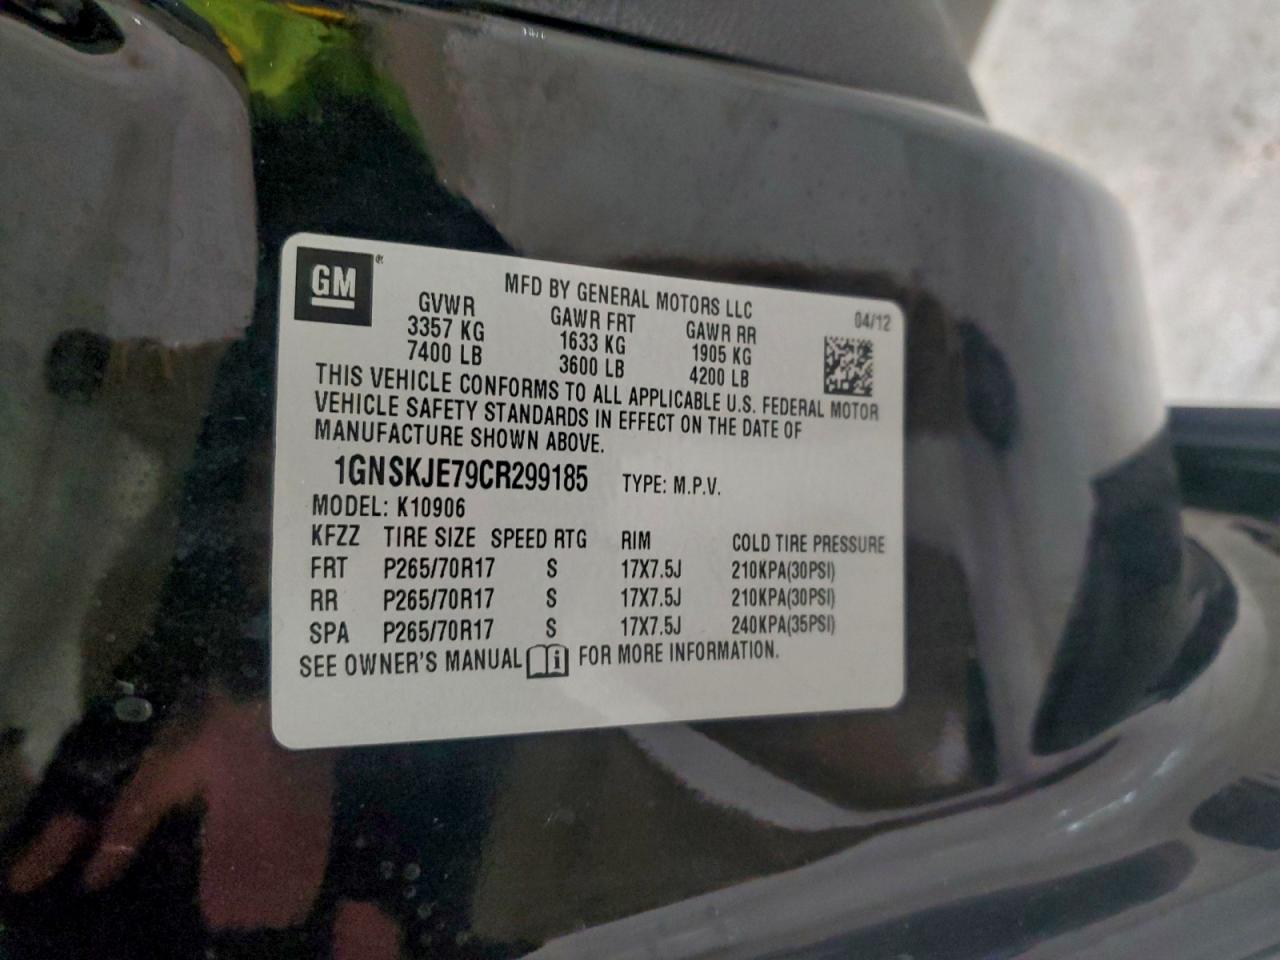 GM®
MFD BY GENERAL MOTORS LLC
04/12
GVWR GAWR FRT GAWR RR
3357 KG 1633 KG 1905 KG
7400 LB 3600 LB 4200 LB
THIS VEHICLE CONFORMS TO ALL APPLICABLE U.S. FEDERAL MOTOR
VEHICLE SAFETY STANDARDS IN EFFECT ON THE DATE OF
MANUFACTURE SHOWN ABOVE.
1GNSKJE79CR299185 TYPE: M.P.V.
MODEL: K10906
KFZZ TIRE SIZE SPEED RTG RIM COLD TIRE PRESSURE
FRT P265/70R17 S 17X7.5J 210KPA(30PSI)
RR P265/70R17 S 17X7.5J 210KPA(30PSI)
SPA P265/70R17 S 17X7.5J 240KPA(35PSI)
SEE OWNER'S MANUAL i FOR MORE INFORMATION.